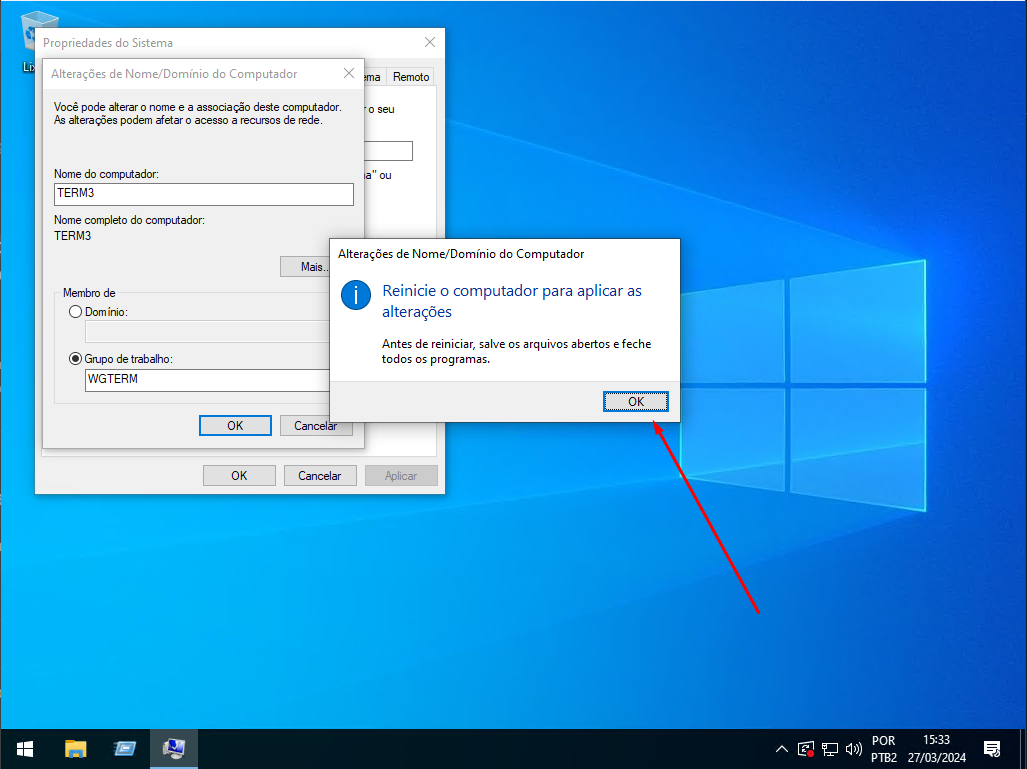 Propriedades do Sistema
Alterações de Nome/Domínio do Computador
Remoto
Você pode alterar o nome e a associação deste computador.
As alterações podem afetar o acesso a recursos de rede.
o seu
ou
Nome do computador:
TERM3
Nome completo do computador:
TERM3
Mais..
Membro de
Domínio:
Grupo de trabalho:
WGTERM
OK
Cancelar
OK
Cancelar
Aplicar
Alterações de Nome/Domínio do Computador
Reinicie o computador para aplicar as
alterações
Antes de reiniciar, salve os arquivos abertos e feche
todos os programas.
OK
POR
PTB2
15:33
27/03/2024